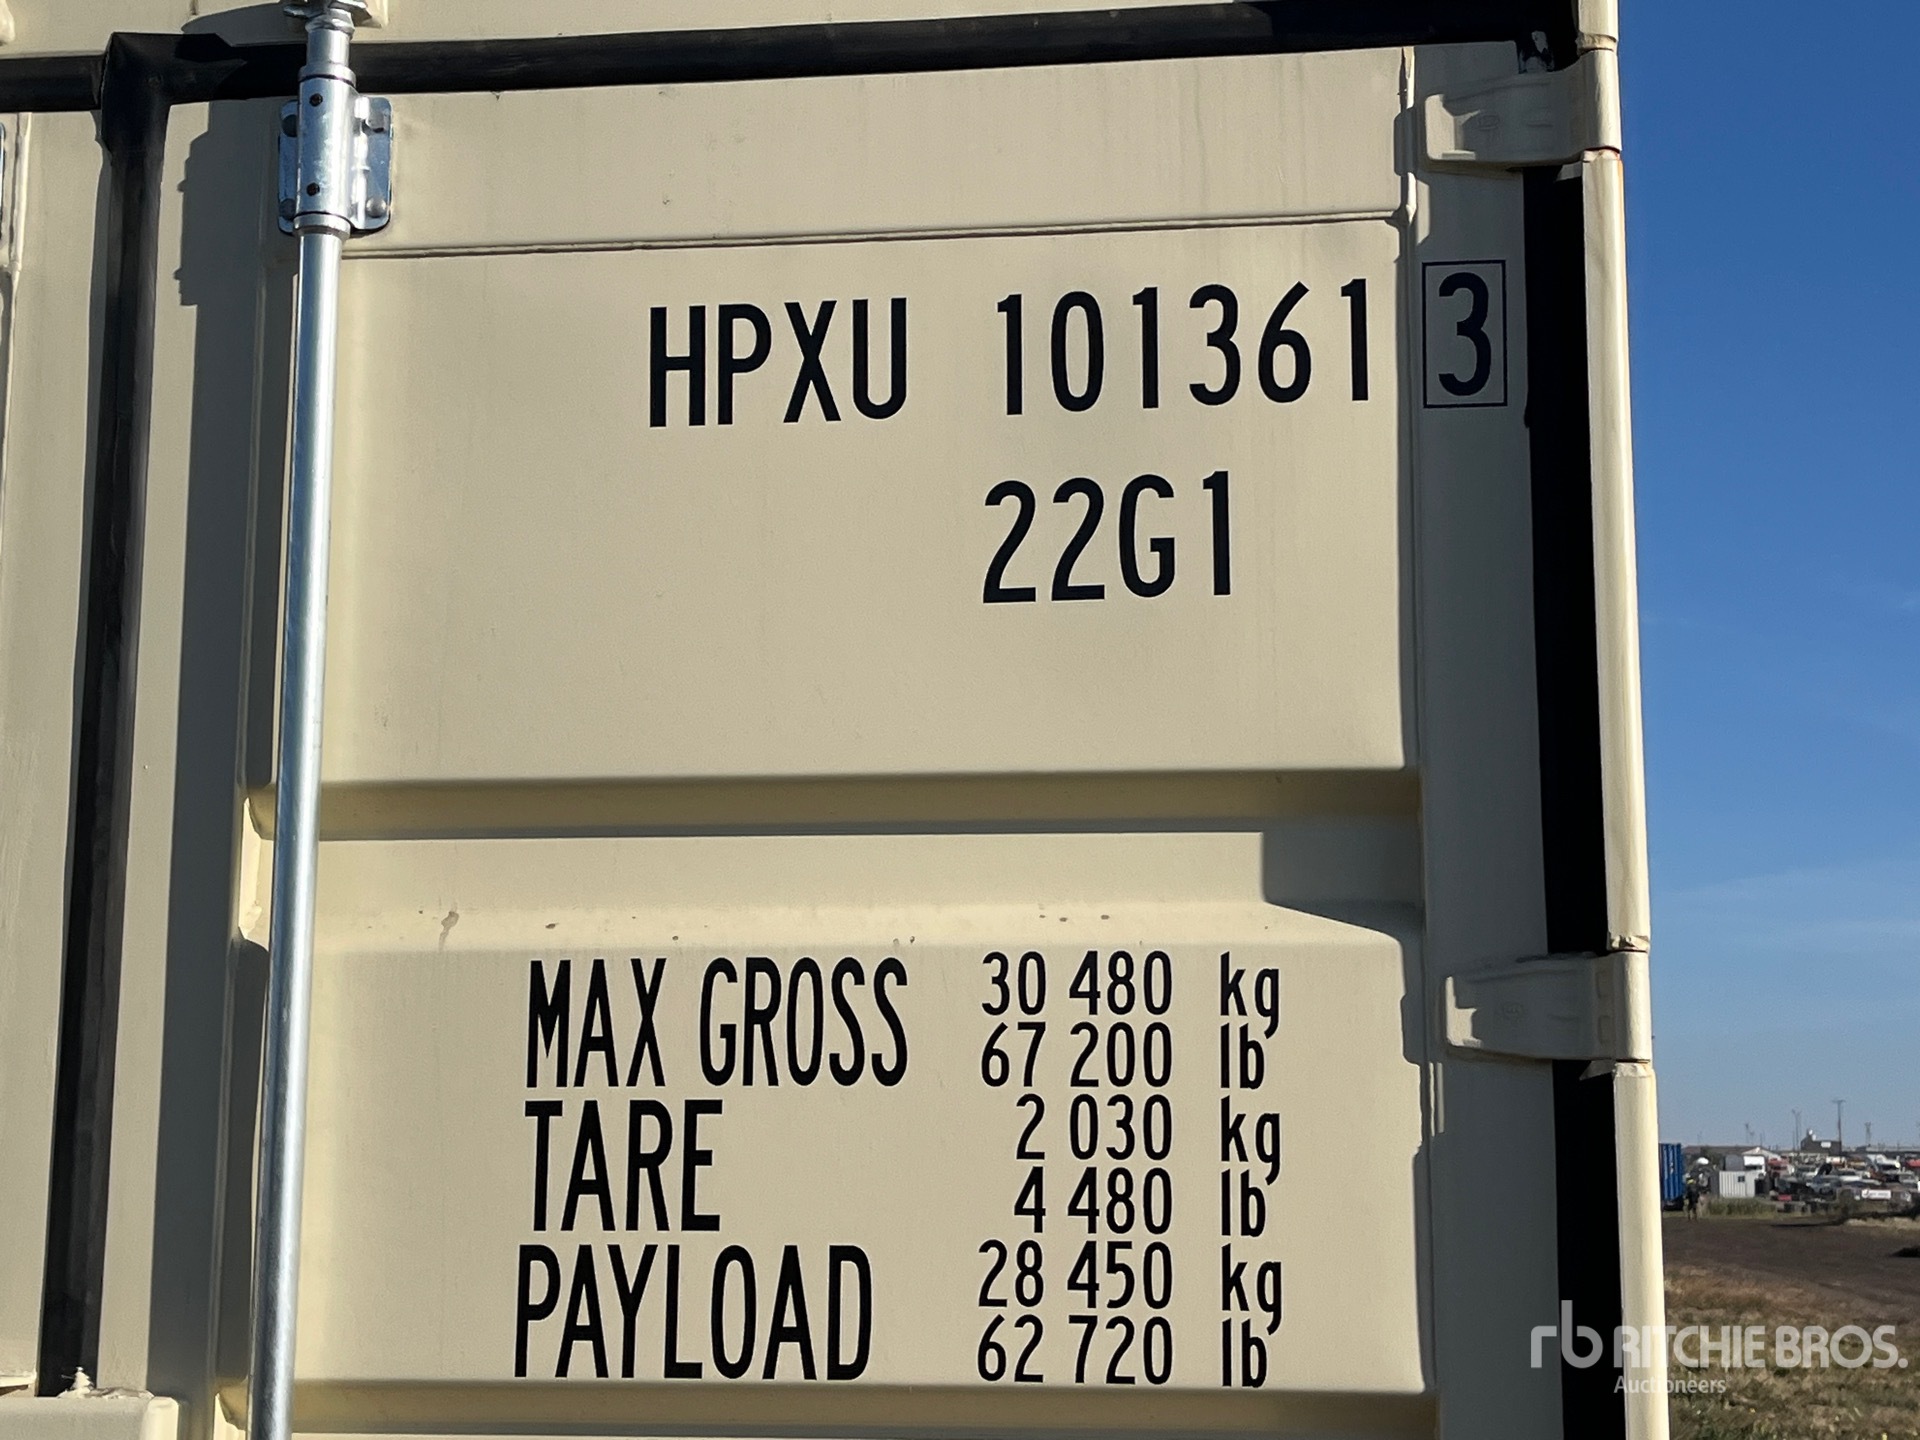 HPXU 101361 3
22G1
MAX GROSS 30 480 kg
67 200 lb
TARE 2 030 kg
4 480 lb
PAYLOAD 28 450 kg
62 720 lb
rb RITCHIE BROS.
Auctioneers